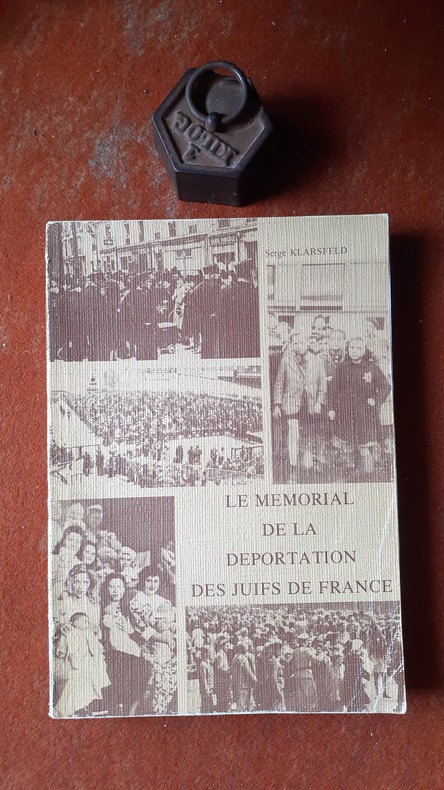 Serge KLARSFELD
LE MEMORIAL
DE LA
DEPORTATION
DES JUIFS DE FRANCE